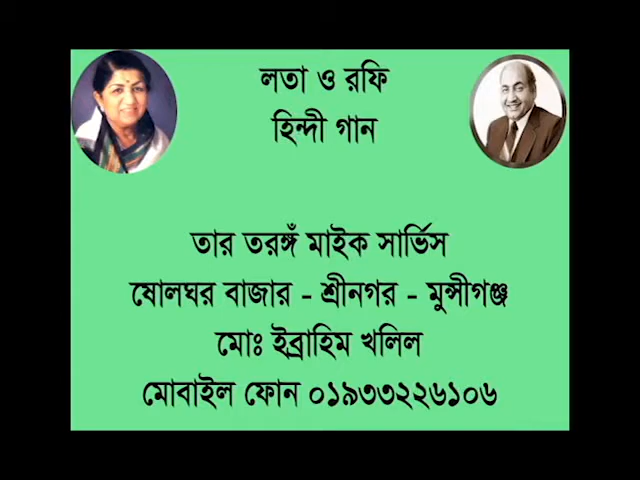 লতা ও রফি
হিন্দী গান
তার তরঙ্গঁ মাইক সার্ভিস
ষোলঘর বাজার - শ্রীনগর - মুন্সীগঞ্জ
মোঃ ইব্রাহিম খলিল
মোবাইল ফোন ০১৯৩৩২২৬১০৬